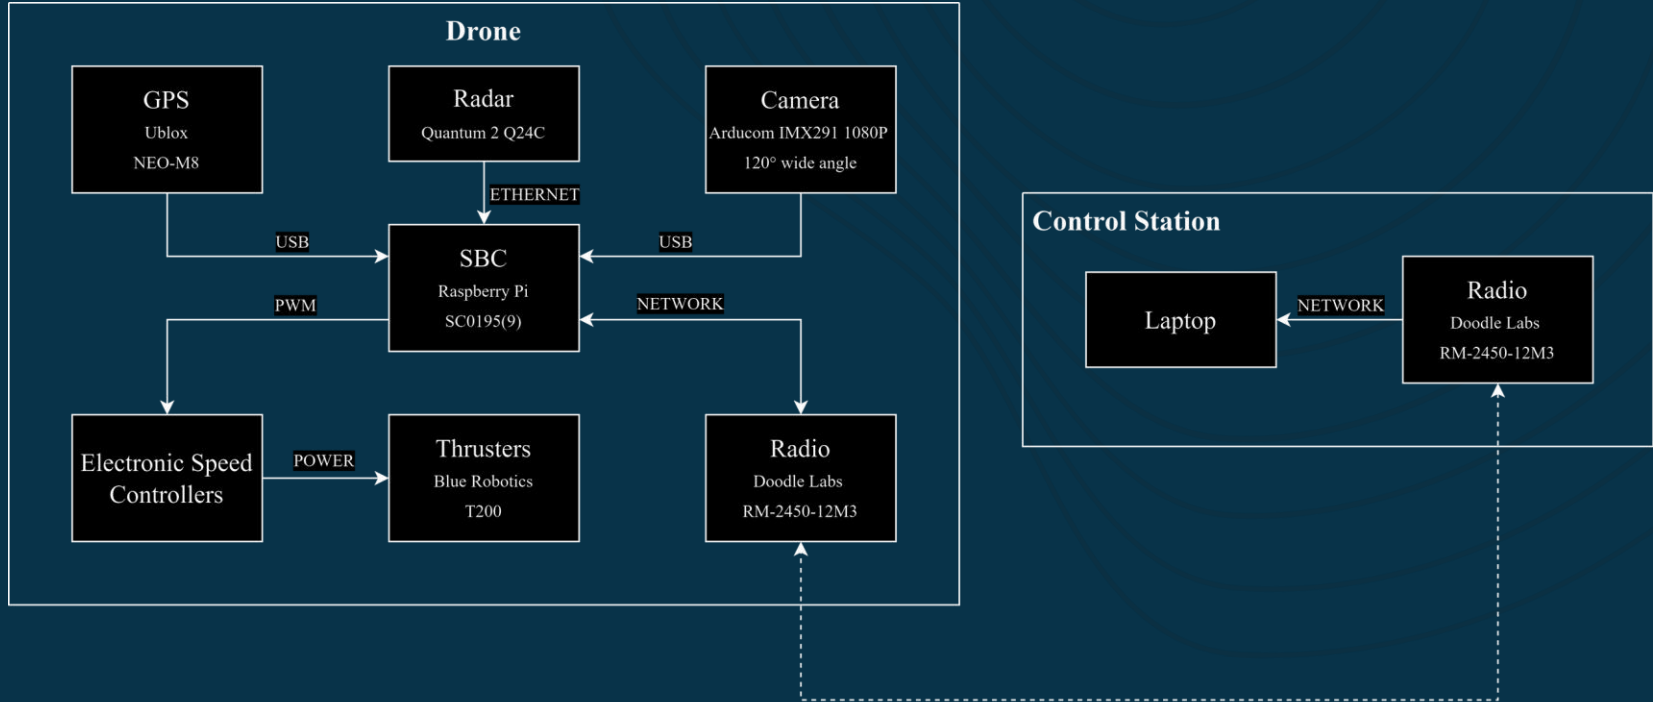 Drone
GPS
Ublox
NEO-M8
Radar
Quantum 2 Q24C
Camera
Arducom IMX291 1080P
120° wide angle
ETHERNET
USB
USB
SBC
Raspberry Pi
SC0195(9)
PWM
NETWORK
Electronic Speed
Controllers
POWER
Thrusters
Blue Robotics
T200
Radio
Doodle Labs
RM-2450-12M3
Control Station
Laptop
NETWORK
Radio
Doodle Labs
RM-2450-12M3